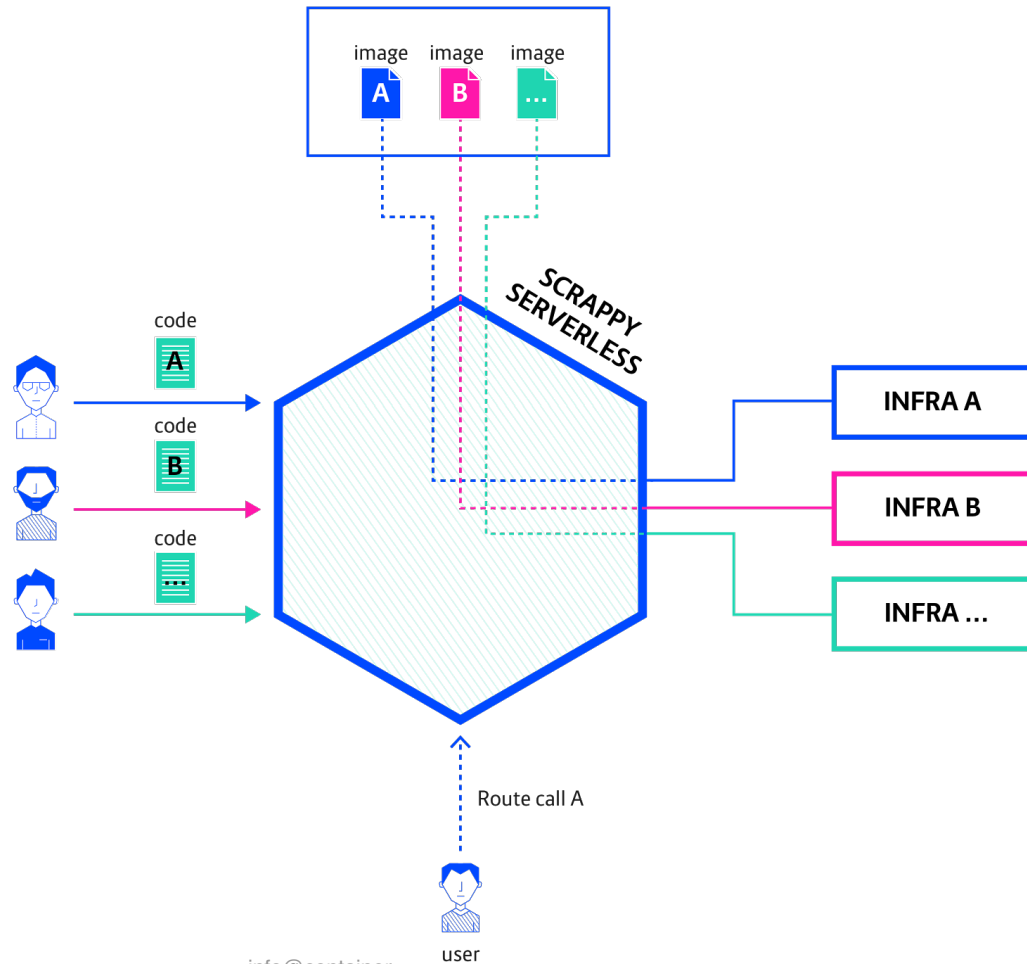 image image image
A B ...
SCRAPPY
SERVERLESS
code
A
code
B
code
...
INFRA A
INFRA B
INFRA ...
Route call A
user